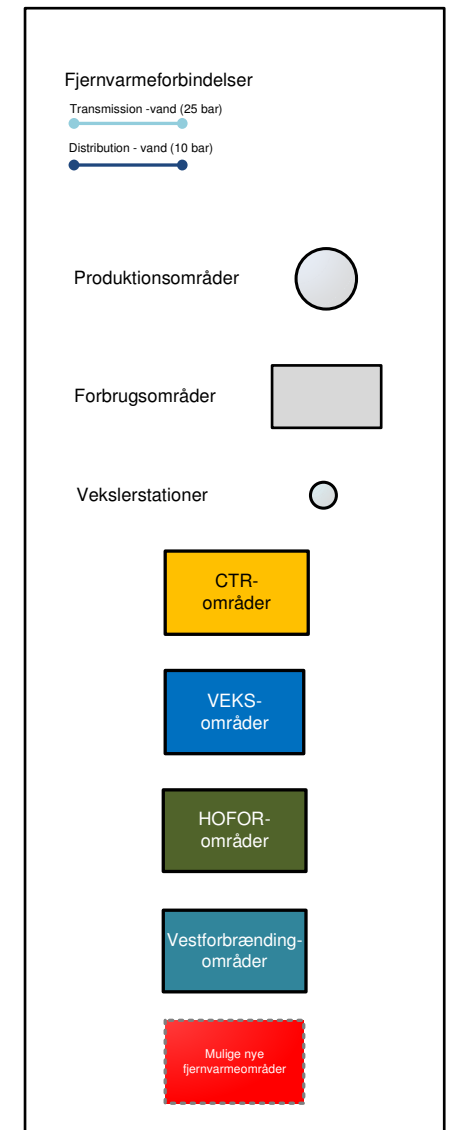 Fjernvarmeforbindelser
Transmission -vand (25 bar)
Distribution - vand (10 bar)
Produktionsområder
Forbrugsområder
Vekslerstationer
CTR-
områder
VEKS-
områder
HOFOR-
områder
Vestforbrænding-
områder
Mulige nye
fjernvarmeområder